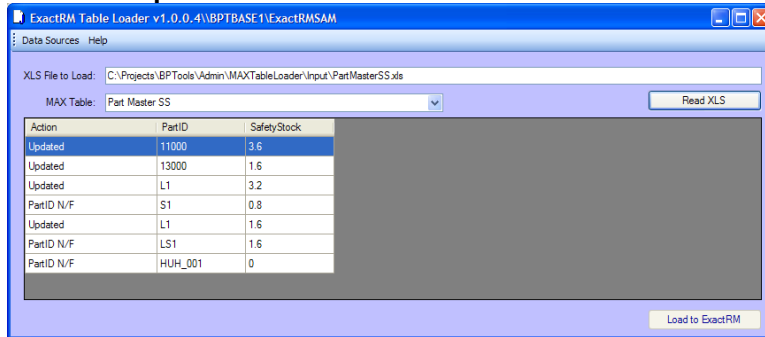 ExactRM Table Loader v1.0.0.4\\BPTBASE1\ExactRMSAM
Data Sources Help
XLS File to Load: C:\Projects\BPTools\Admin\MAXTableLoader\Input\PartMasterSS.xls
MAX Table: Part Master SS Read XLS
Action PartID SafetyStock
Updated 11000 3.6
Updated 13000 1.6
Updated L1 3.2
PartID N/F S1 0.8
Updated L1 1.6
PartID N/F LS1 1.6
PartID N/F HUH_001 0
Load to ExactRM